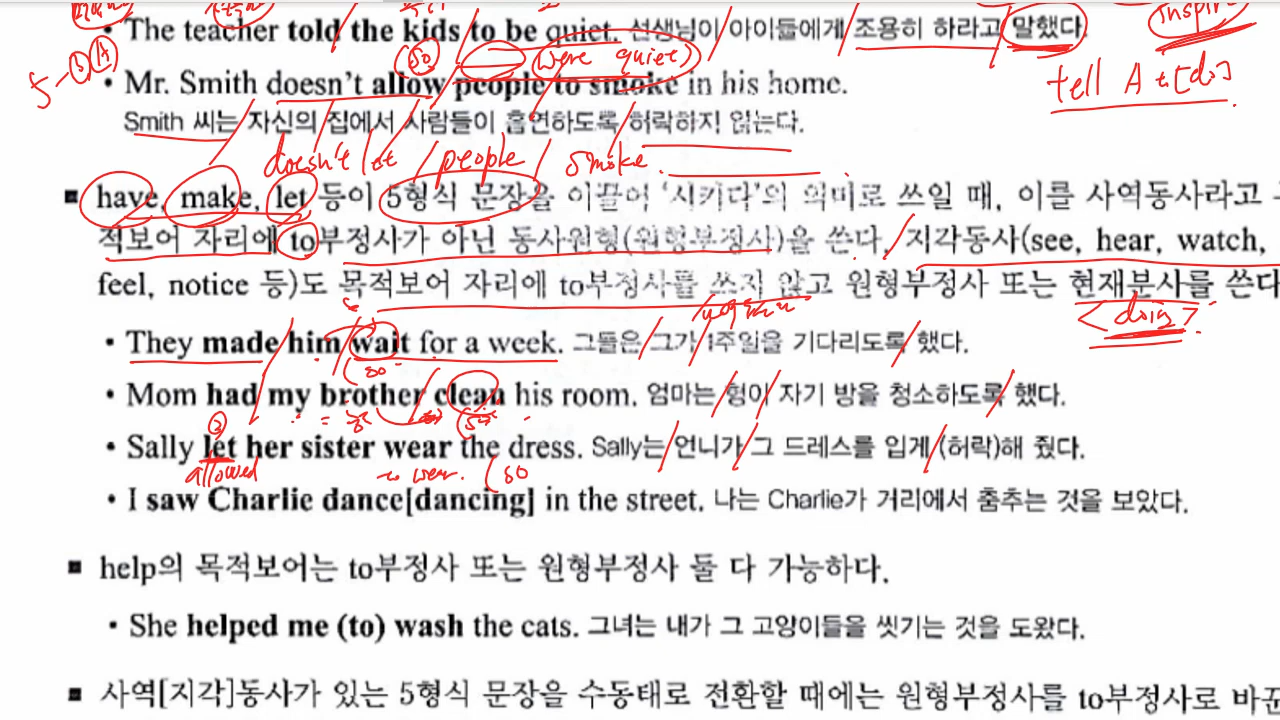 inspir
• The teacher told the kids to be quiet. 선생님이 아이들에게 조용히 하라고 말했다.
5-③④ (so were quiet) tell A to[do]
• Mr. Smith doesn't allow people to smoke in his home.
Smith 씨는 자신의 집에서 사람들이 흡연하도록 허락하지 않는다.
doesn't let people smoke.
■ have, make, let 등이 5형식 문장을 이끌어 '시키다'의 의미로 쓰일 때, 이를 사역동사라고
적보어 자리에 to부정사가 아닌 동사원형(원형부정사)을 쓴다. 지각동사(see, hear, watch,
feel, notice 등)도 목적보어 자리에 to부정사를 쓰지 않고 원형부정사 또는 현재분사를 쓴다
<doing>
• They made him wait for a week. 그들은 그가 1주일을 기다리도록 했다.
(so
• Mom had my brother clean his room. 엄마는 형이 자기 방을 청소하도록 했다.
②
• Sally let her sister wear the dress. Sally는 언니가 그 드레스를 입게 (허락)해 줬다.
allowed to wear. (so
• I saw Charlie dance[dancing] in the street. 나는 Charlie가 거리에서 춤추는 것을 보았다.
■ help의 목적보어는 to부정사 또는 원형부정사 둘 다 가능하다.
• She helped me (to) wash the cats. 그녀는 내가 그 고양이들을 씻기는 것을 도왔다.
■ 사역[지각]동사가 있는 5형식 문장을 수동태로 전환할 때에는 원형부정사를 to부정사로 바꾼